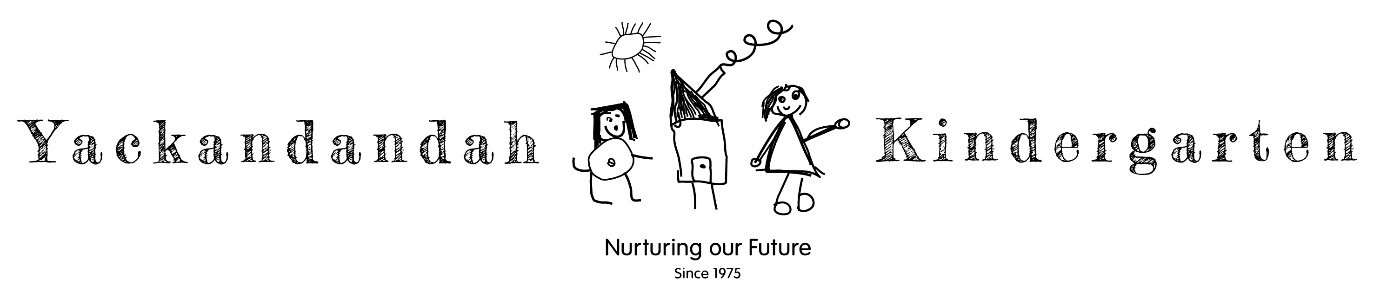 Yackandandah Kindergarten
Nurturing our Future
Since 1975